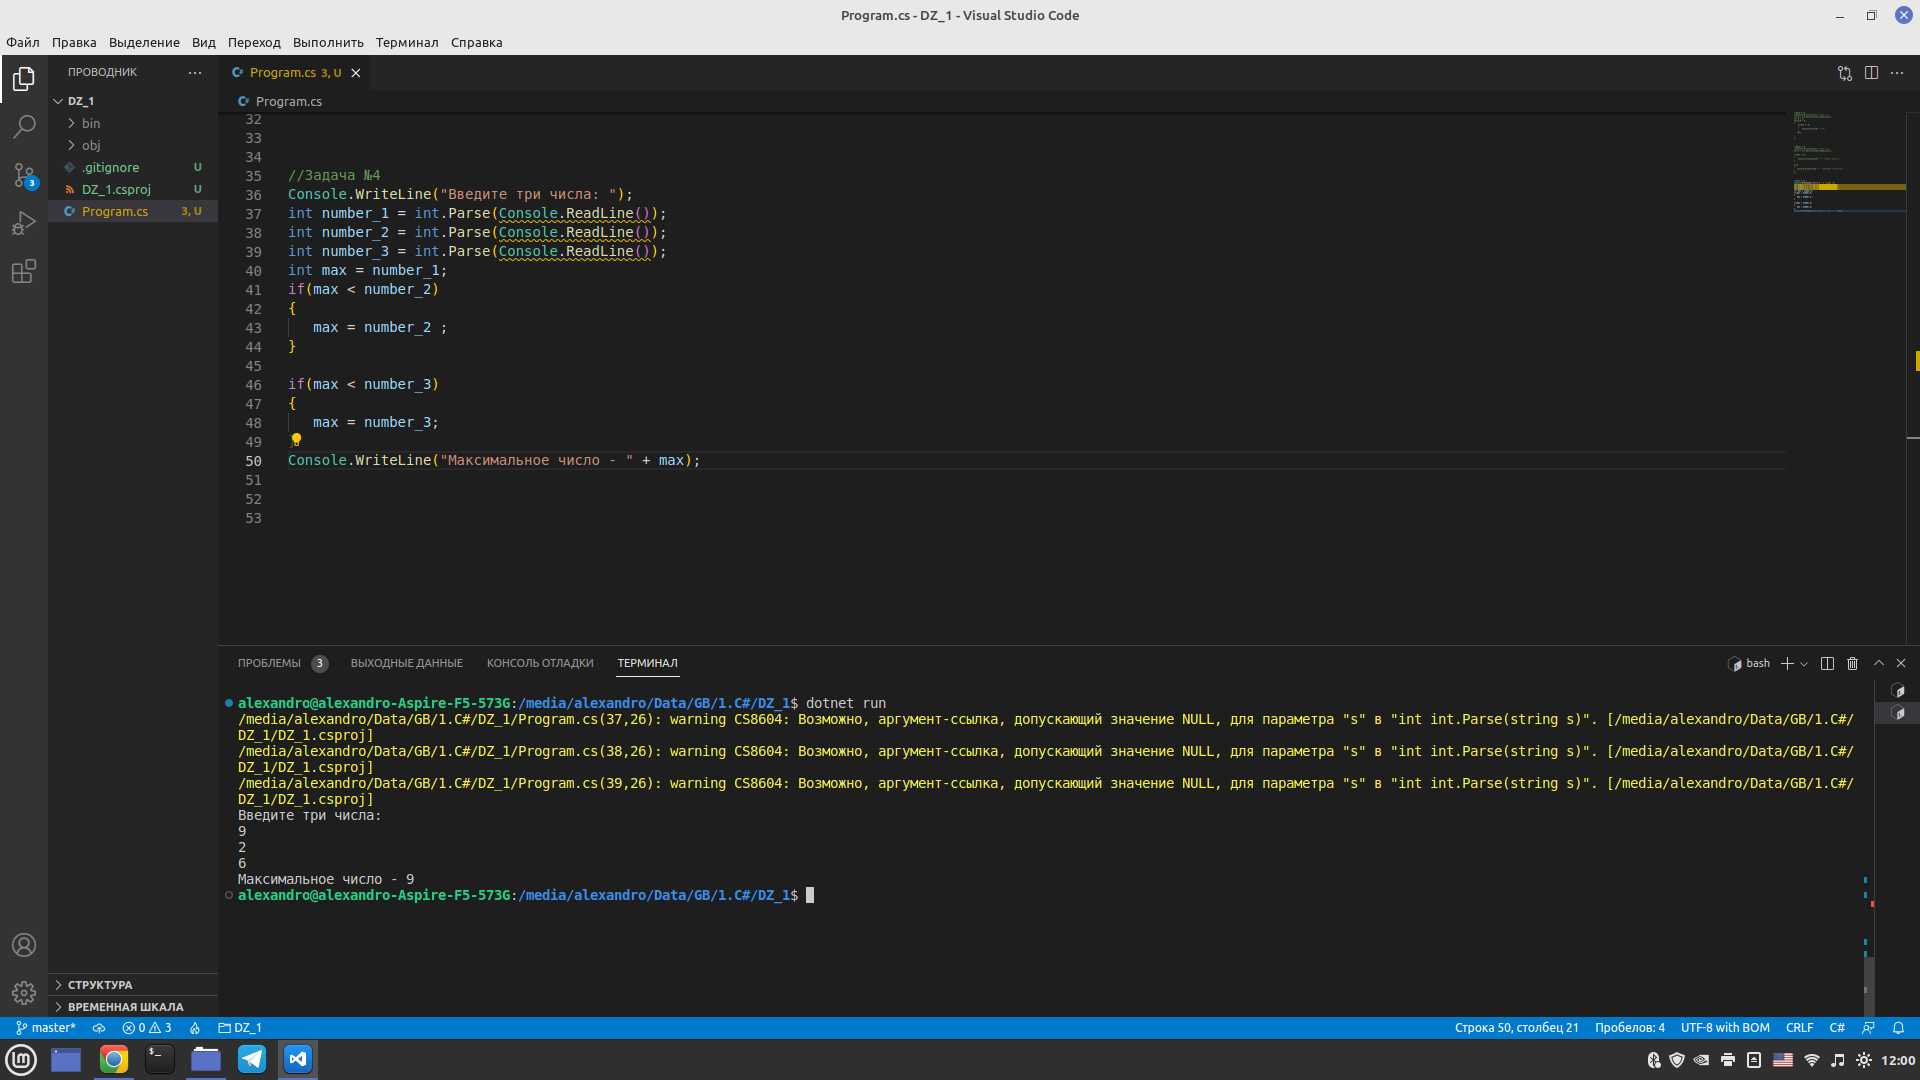 Program.cs - DZ_1 - Visual Studio Code
Файл Правка Выделение Вид Переход Выполнить Терминал Справка
ПРОВОДНИК
Program.cs 3, U
DZ_1
Program.cs
bin
obj
.gitignore U
DZ_1.csproj U
Program.cs 3, U
3
32
33
34
35 //Задача №4
36 Console.WriteLine("Введите три числа: ");
37 int number_1 = int.Parse(Console.ReadLine());
38 int number_2 = int.Parse(Console.ReadLine());
39 int number_3 = int.Parse(Console.ReadLine());
40 int max = number_1;
41 if(max < number_2)
42 {
43 max = number_2 ;
44 }
45
46 if(max < number_3)
47 {
48 max = number_3;
49
50 Console.WriteLine("Максимальное число - " + max);
51
52
53
ПРОБЛЕМЫ 3 ВЫХОДНЫЕ ДАННЫЕ КОНСОЛЬ ОТЛАДКИ ТЕРМИНАЛ bash
alexandro@alexandro-Aspire-F5-573G:/media/alexandro/Data/GB/1.C#/DZ_1$ dotnet run
/media/alexandro/Data/GB/1.C#/DZ_1/Program.cs(37,26): warning CS8604: Возможно, аргумент-ссылка, допускающий значение NULL, для параметра "s" в "int int.Parse(string s)". [/media/alexandro/Data/GB/1.C#/
DZ_1/DZ_1.csproj]
/media/alexandro/Data/GB/1.C#/DZ_1/Program.cs(38,26): warning CS8604: Возможно, аргумент-ссылка, допускающий значение NULL, для параметра "s" в "int int.Parse(string s)". [/media/alexandro/Data/GB/1.C#/
DZ_1/DZ_1.csproj]
/media/alexandro/Data/GB/1.C#/DZ_1/Program.cs(39,26): warning CS8604: Возможно, аргумент-ссылка, допускающий значение NULL, для параметра "s" в "int int.Parse(string s)". [/media/alexandro/Data/GB/1.C#/
DZ_1/DZ_1.csproj]
Введите три числа:
9
2
6
Максимальное число - 9
alexandro@alexandro-Aspire-F5-573G:/media/alexandro/Data/GB/1.C#/DZ_1$
СТРУКТУРА
ВРЕМЕННАЯ ШКАЛА
master* 0 3 DZ_1 Строка 50, столбец 21 Пробелов: 4 UTF-8 with BOM CRLF C#
12:00